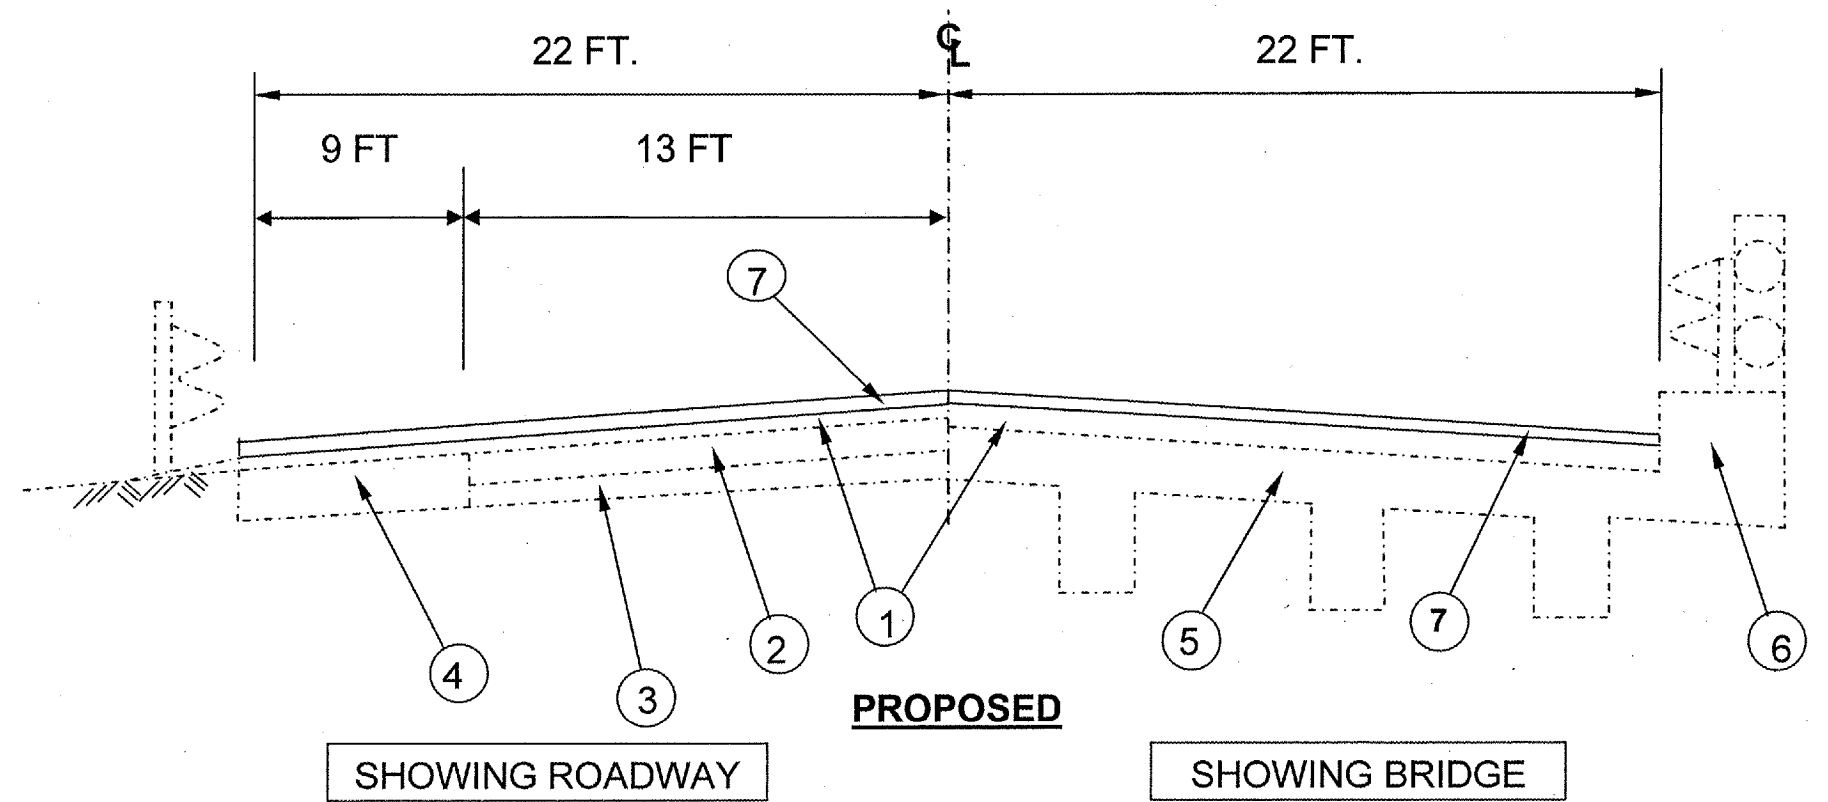 22 FT.
℄
22 FT.
9 FT
13 FT
7
1
2
3
4
5
7
6
PROPOSED
SHOWING ROADWAY
SHOWING BRIDGE